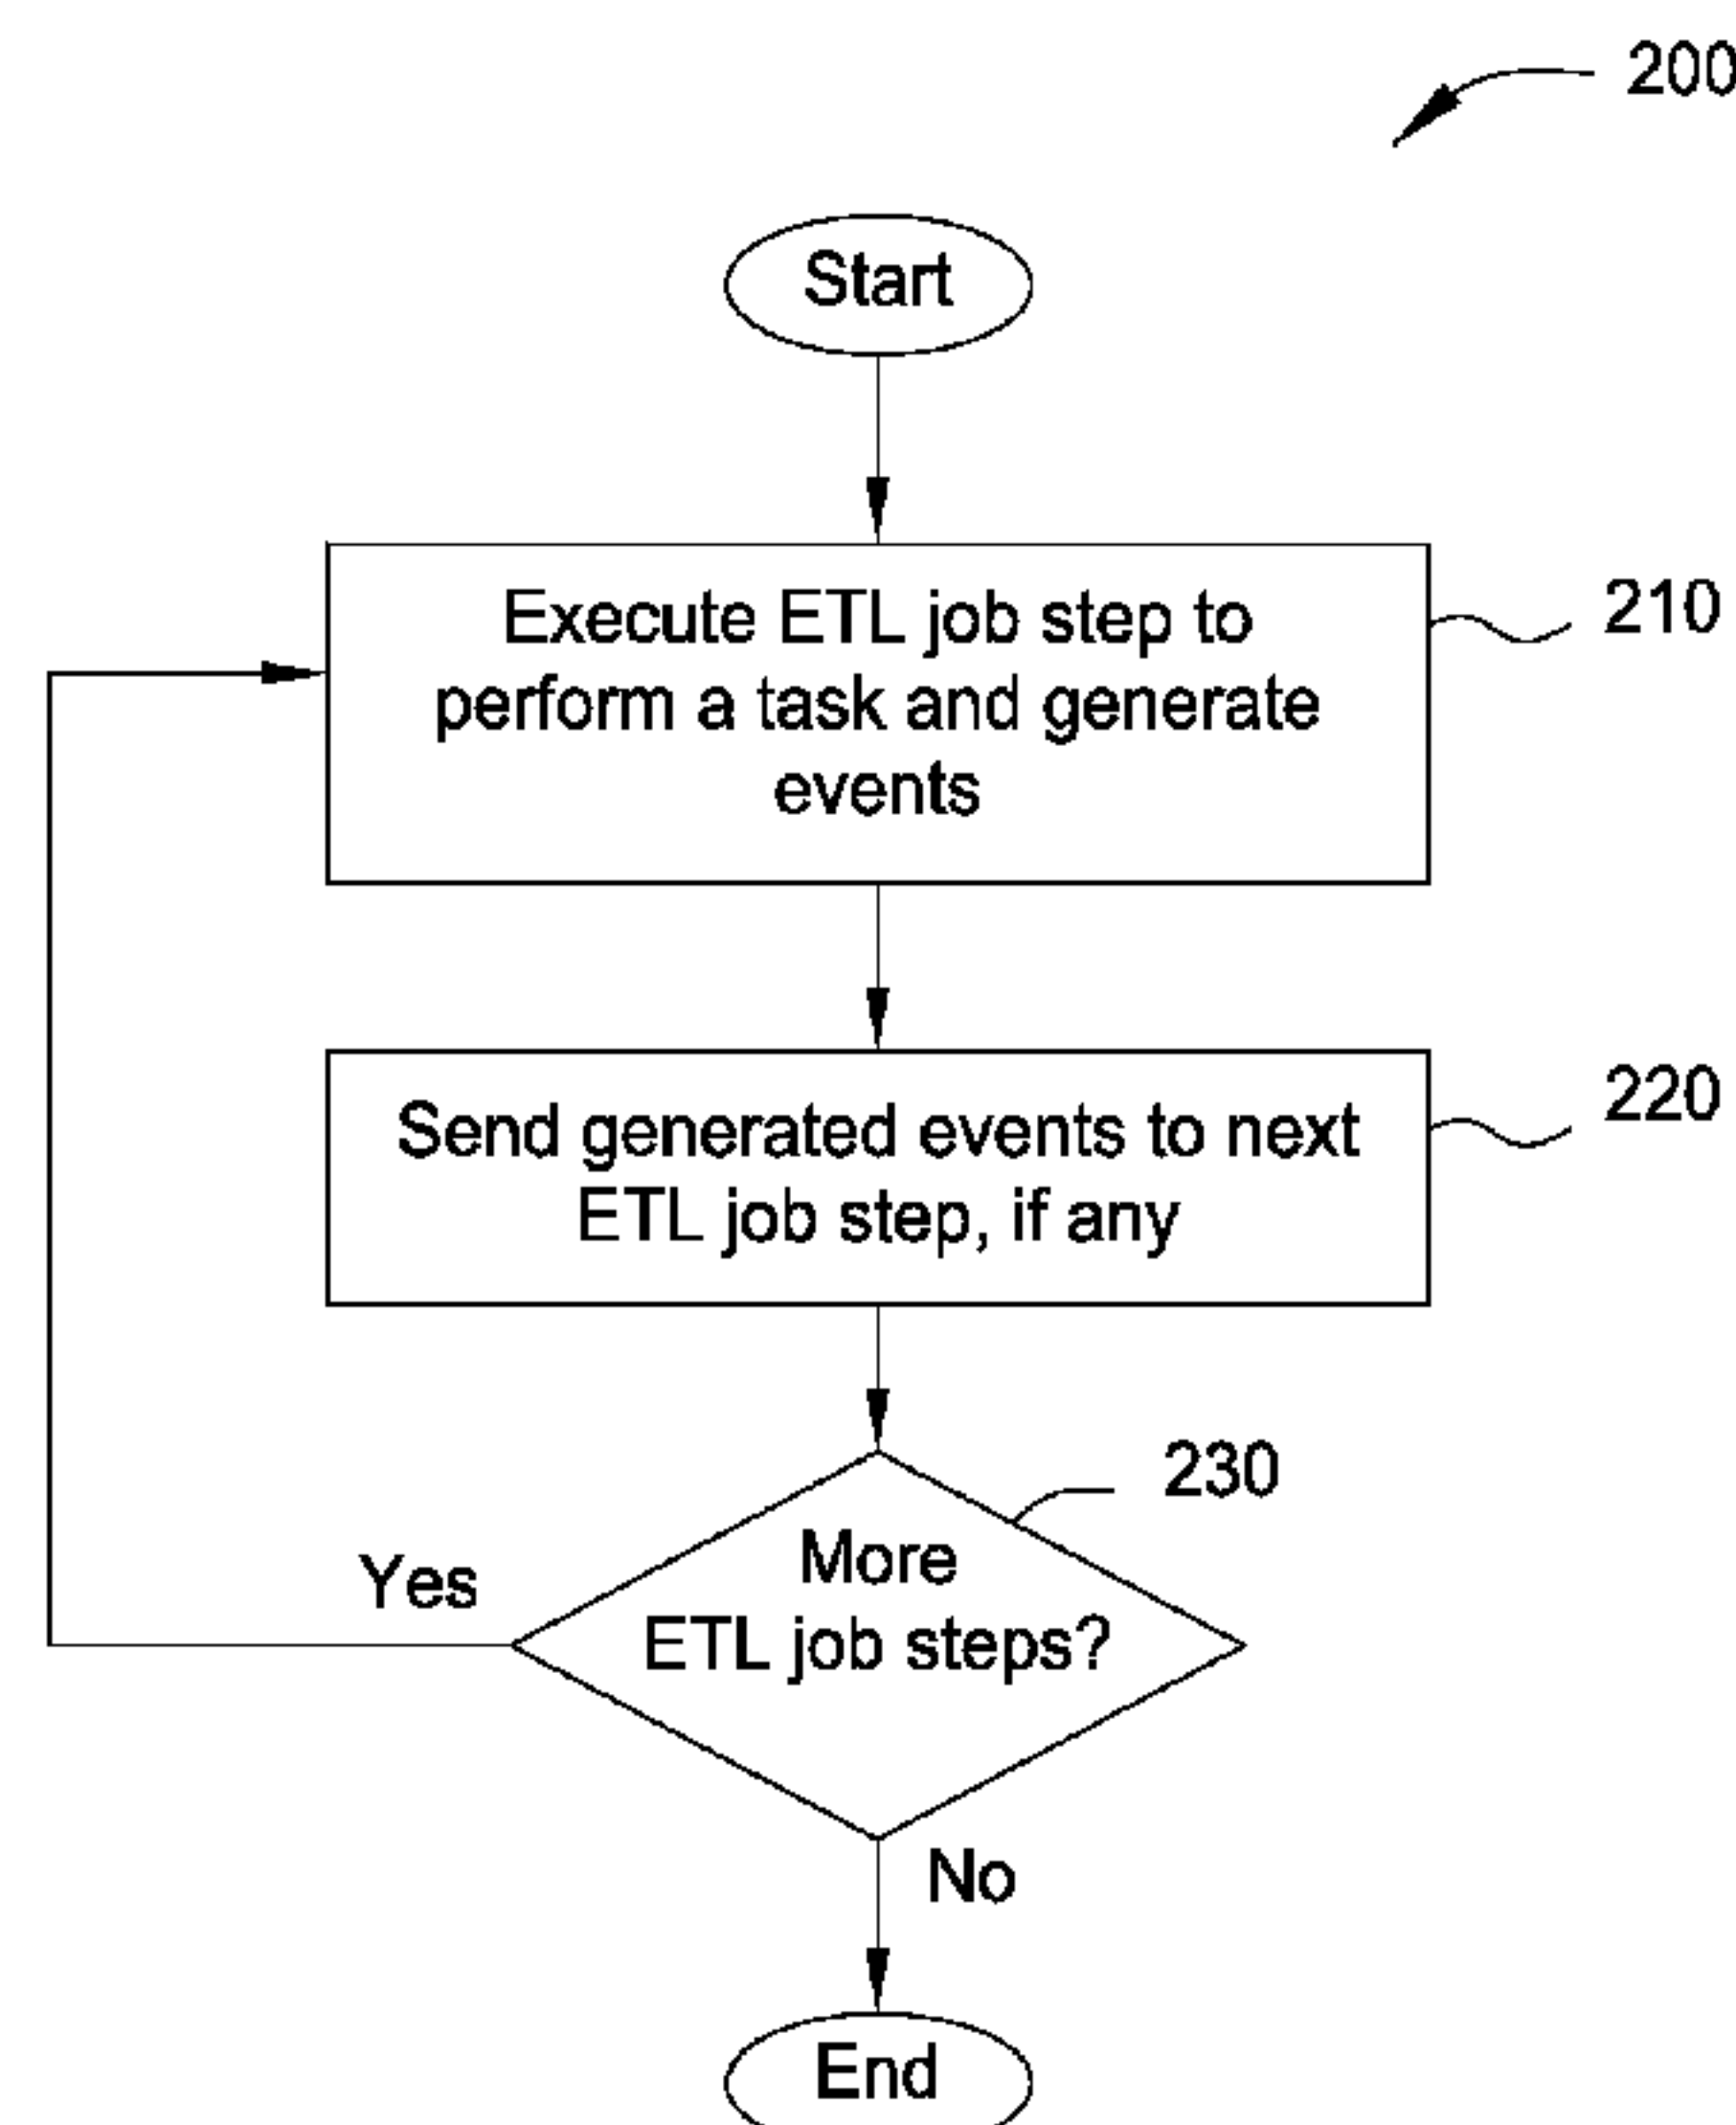 200
Start
Execute ETL job step to
perform a task and generate
events
210
Send generated events to next
ETL job step, if any
220
230
More
ETL job steps?
Yes
No
End